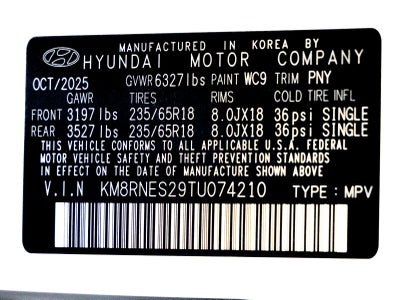 MANUFACTURED IN KOREA BY
HYUNDAI MOTOR COMPANY
OCT/2025 GVWR 6327lbs PAINT WC9 TRIM PNY
GAWR TIRES RIMS COLD TIRE INFL
FRONT 3197lbs 235/65R18 8.0JX18 36psi SINGLE
REAR 3527lbs 235/65R18 8.0JX18 36psi SINGLE
THIS VEHICLE CONFORMS TO ALL APPLICABLE U.S.A. FEDERAL
MOTOR VEHICLE SAFETY AND THEFT PREVENTION STANDARDS
IN EFFECT ON THE DATE OF MANUFACTURE SHOWN ABOVE.
V.I.N KM8RNES29TU074210 TYPE : MPV